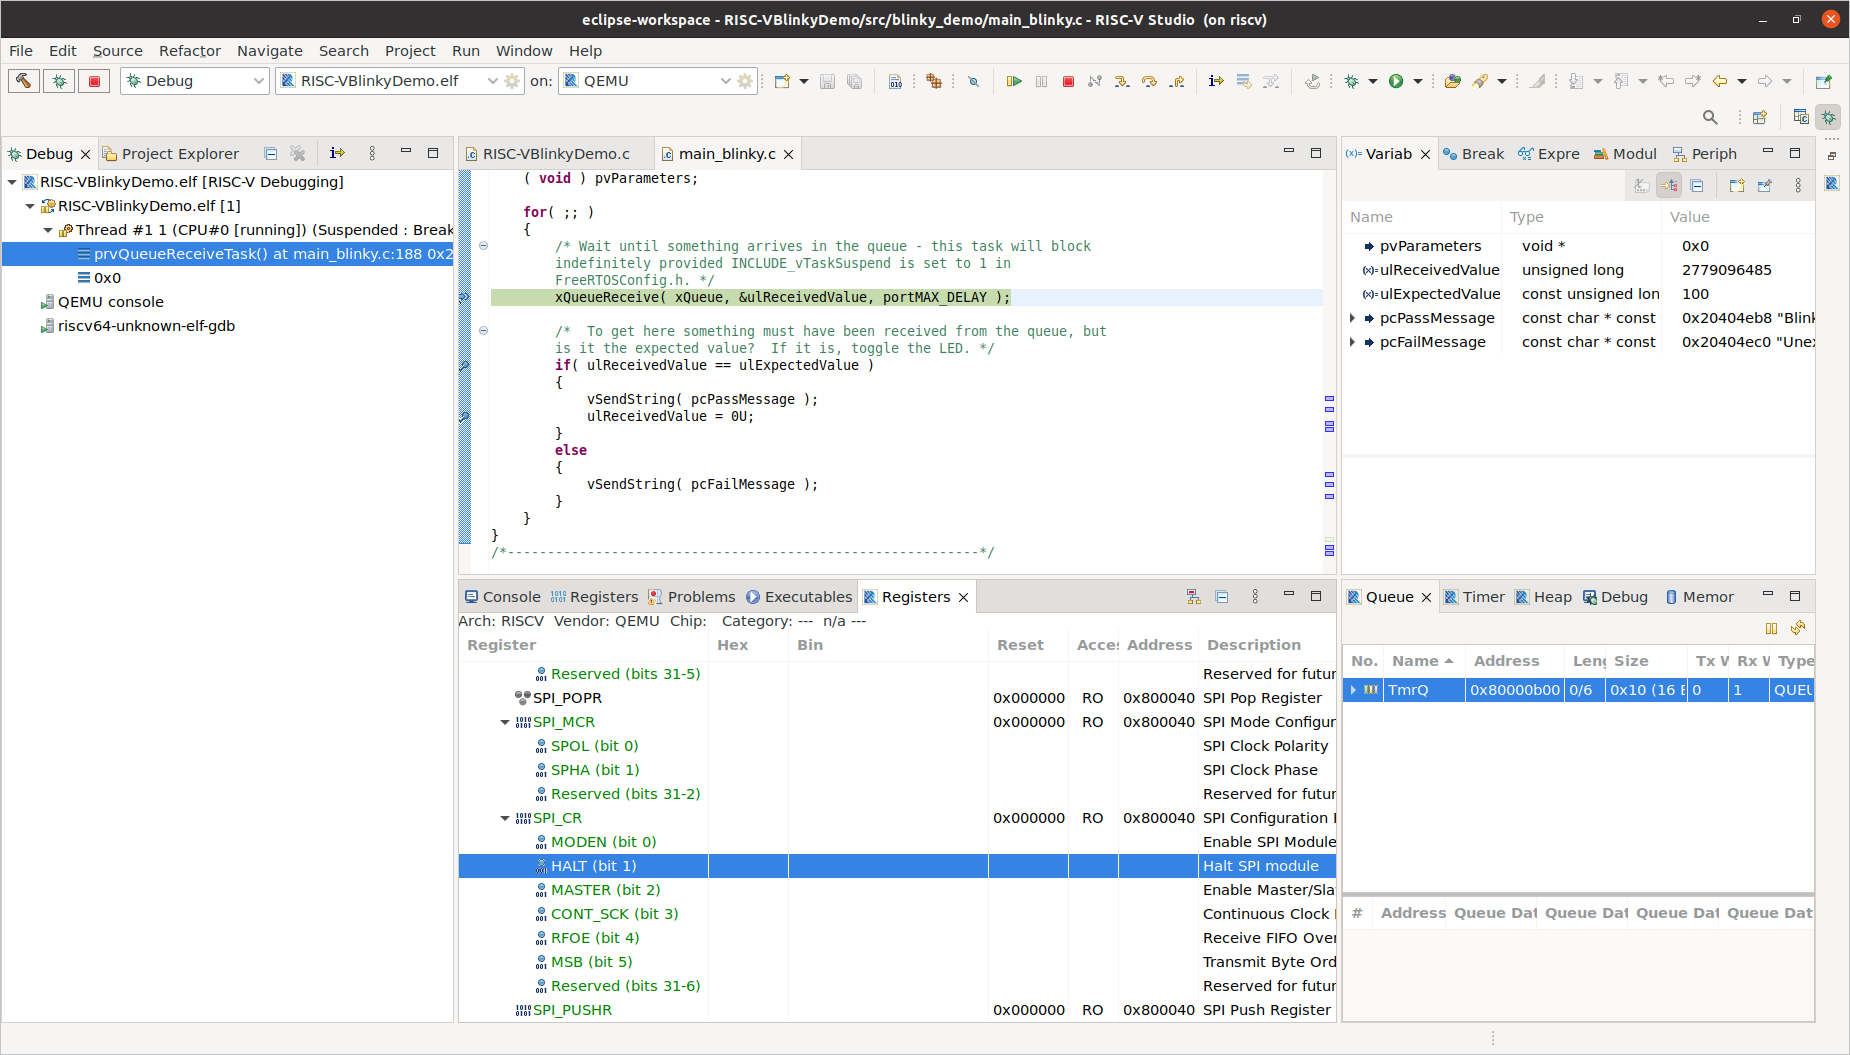 eclipse-workspace - RISC-VBlinkyDemo/src/blinky_demo/main_blinky.c - RISC-V Studio (on riscv)
File Edit Source Refactor Navigate Search Project Run Window Help
Debug RISC-VBlinkyDemo.elf on: QEMU
Debug Project Explorer
RISC-VBlinkyDemo.elf [RISC-V Debugging]
RISC-VBlinkyDemo.elf [1]
Thread #1 1 (CPU#0 [running]) (Suspended : Break
prvQueueReceiveTask() at main_blinky.c:188 0x2
0x0
QEMU console
riscv64-unknown-elf-gdb
RISC-VBlinkyDemo.c main_blinky.c
( void ) pvParameters;
for( ;; )
{
/* Wait until something arrives in the queue - this task will block
indefinitely provided INCLUDE_vTaskSuspend is set to 1 in
FreeRTOSConfig.h. */
xQueueReceive( xQueue, &ulReceivedValue, portMAX_DELAY );
/*  To get here something must have been received from the queue, but
is it the expected value?  If it is, toggle the LED. */
if( ulReceivedValue == ulExpectedValue )
{
vSendString( pcPassMessage );
ulReceivedValue = 0U;
}
else
{
vSendString( pcFailMessage );
}
}
}
/*-----------------------------------------------------------*/
Variab Break Expre Modul Periph
Name Type Value
pvParameters void * 0x0
ulReceivedValue unsigned long 2779096485
ulExpectedValue const unsigned lon 100
pcPassMessage const char * const 0x20404eb8 "Blink
pcFailMessage const char * const 0x20404ec0 "Unex
Console Registers Problems Executables Registers
Arch: RISCV Vendor: QEMU Chip: Category: --- n/a ---
Register Hex Bin Reset Acces Address Description
Reserved (bits 31-5) Reserved for futur
SPI_POPR 0x000000 RO 0x800040 SPI Pop Register
SPI_MCR 0x000000 RO 0x800040 SPI Mode Configur
SPOL (bit 0) SPI Clock Polarity
SPHA (bit 1) SPI Clock Phase
Reserved (bits 31-2) Reserved for futur
SPI_CR 0x000000 RO 0x800040 SPI Configuration
MODEN (bit 0) Enable SPI Module
HALT (bit 1) Halt SPI module
MASTER (bit 2) Enable Master/Sla
CONT_SCK (bit 3) Continuous Clock
RFOE (bit 4) Receive FIFO Over
MSB (bit 5) Transmit Byte Ord
Reserved (bits 31-6) Reserved for futur
SPI_PUSHR 0x000000 RO 0x800040 SPI Push Register
Queue Timer Heap Debug Memor
No. Name Address Leng Size Tx W Rx W Type
TmrQ 0x80000b00 0/6 0x10 (16 B 0 1 QUEU
# Address Queue Dat Queue Dat Queue Dat Queue Dat